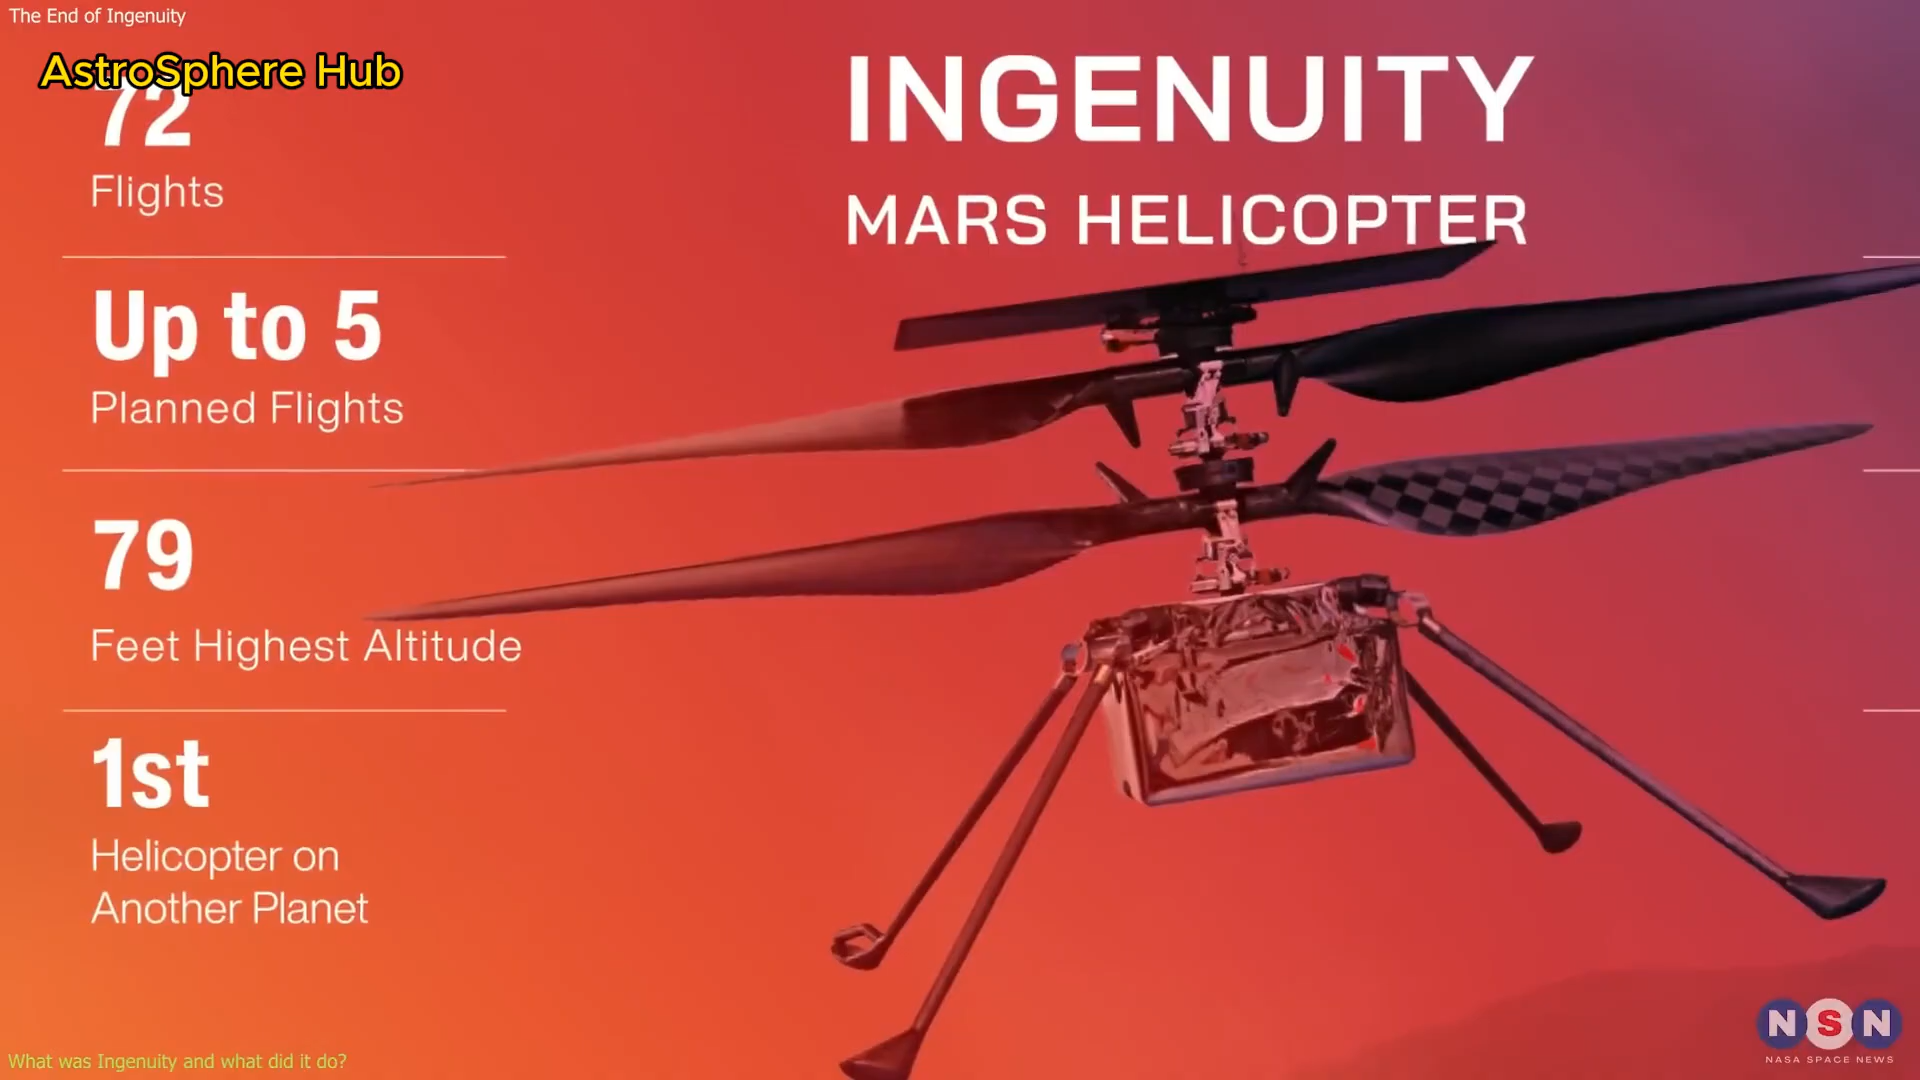 The End of Ingenuity
AstroSphere Hub
72
Flights
Up to 5
Planned Flights
79
Feet Highest Altitude
1st
Helicopter on
Another Planet
INGENUITY
MARS HELICOPTER
What was Ingenuity and what did it do?
NSN
NASA SPACE NEWS